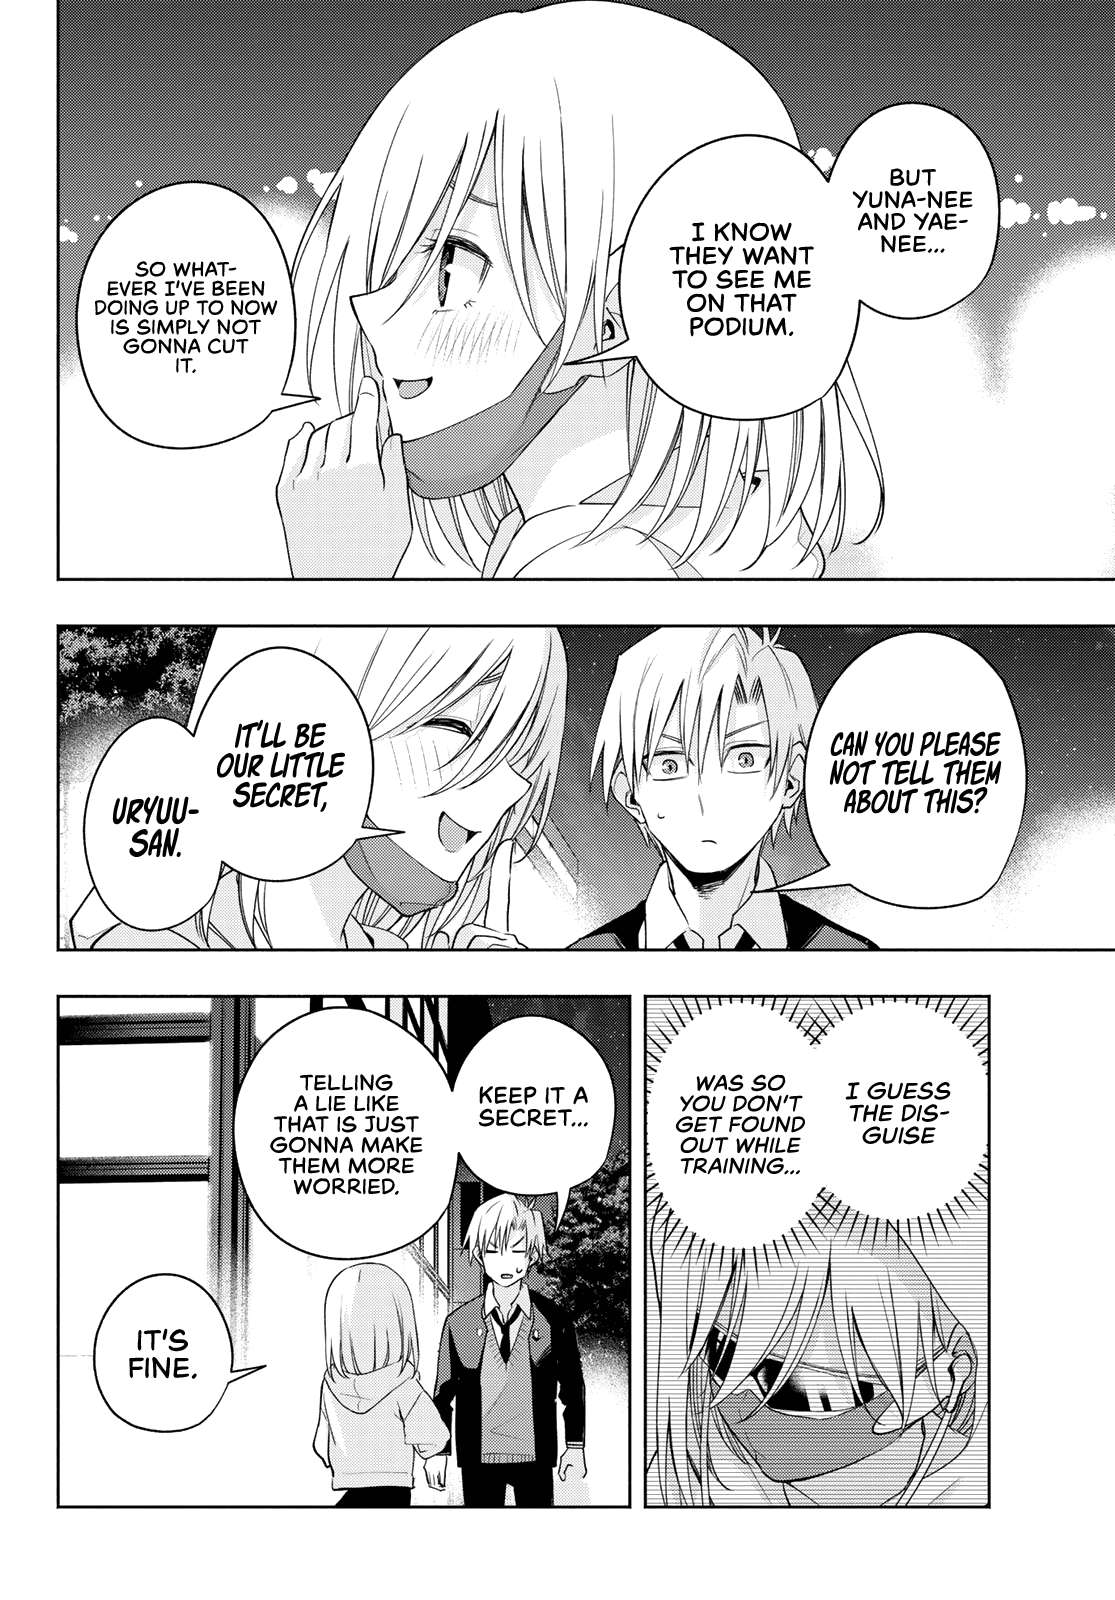 BUT
YUNA-NEE
AND YAE-
NEE...
I KNOW
THEY WANT
TO SEE ME
ON THAT
PODIUM.
SO WHAT-
EVER I'VE BEEN
DOING UP TO NOW
IS SIMPLY NOT
GONNA CUT
IT.
CAN YOU PLEASE
NOT TELL THEM
ABOUT THIS?
IT'LL BE
OUR LITTLE
SECRET,
URYUU-
SAN.
I GUESS
THE DIS-
GUISE
WAS SO
YOU DON'T
GET FOUND
OUT WHILE
TRAINING...
KEEP IT A
SECRET...
TELLING
A LIE LIKE
THAT IS JUST
GONNA MAKE
THEM MORE
WORRIED.
IT'S
FINE.